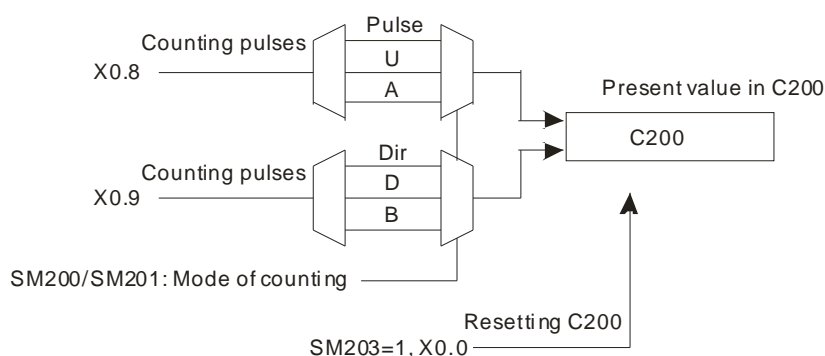 Pulse
Counting pulses
U
X0.8
A
Present value in C200
C200
Dir
Counting pulses
D
X0.9
B
SM200/SM201: Mode of counting
Resetting C200
SM203=1, X0.0